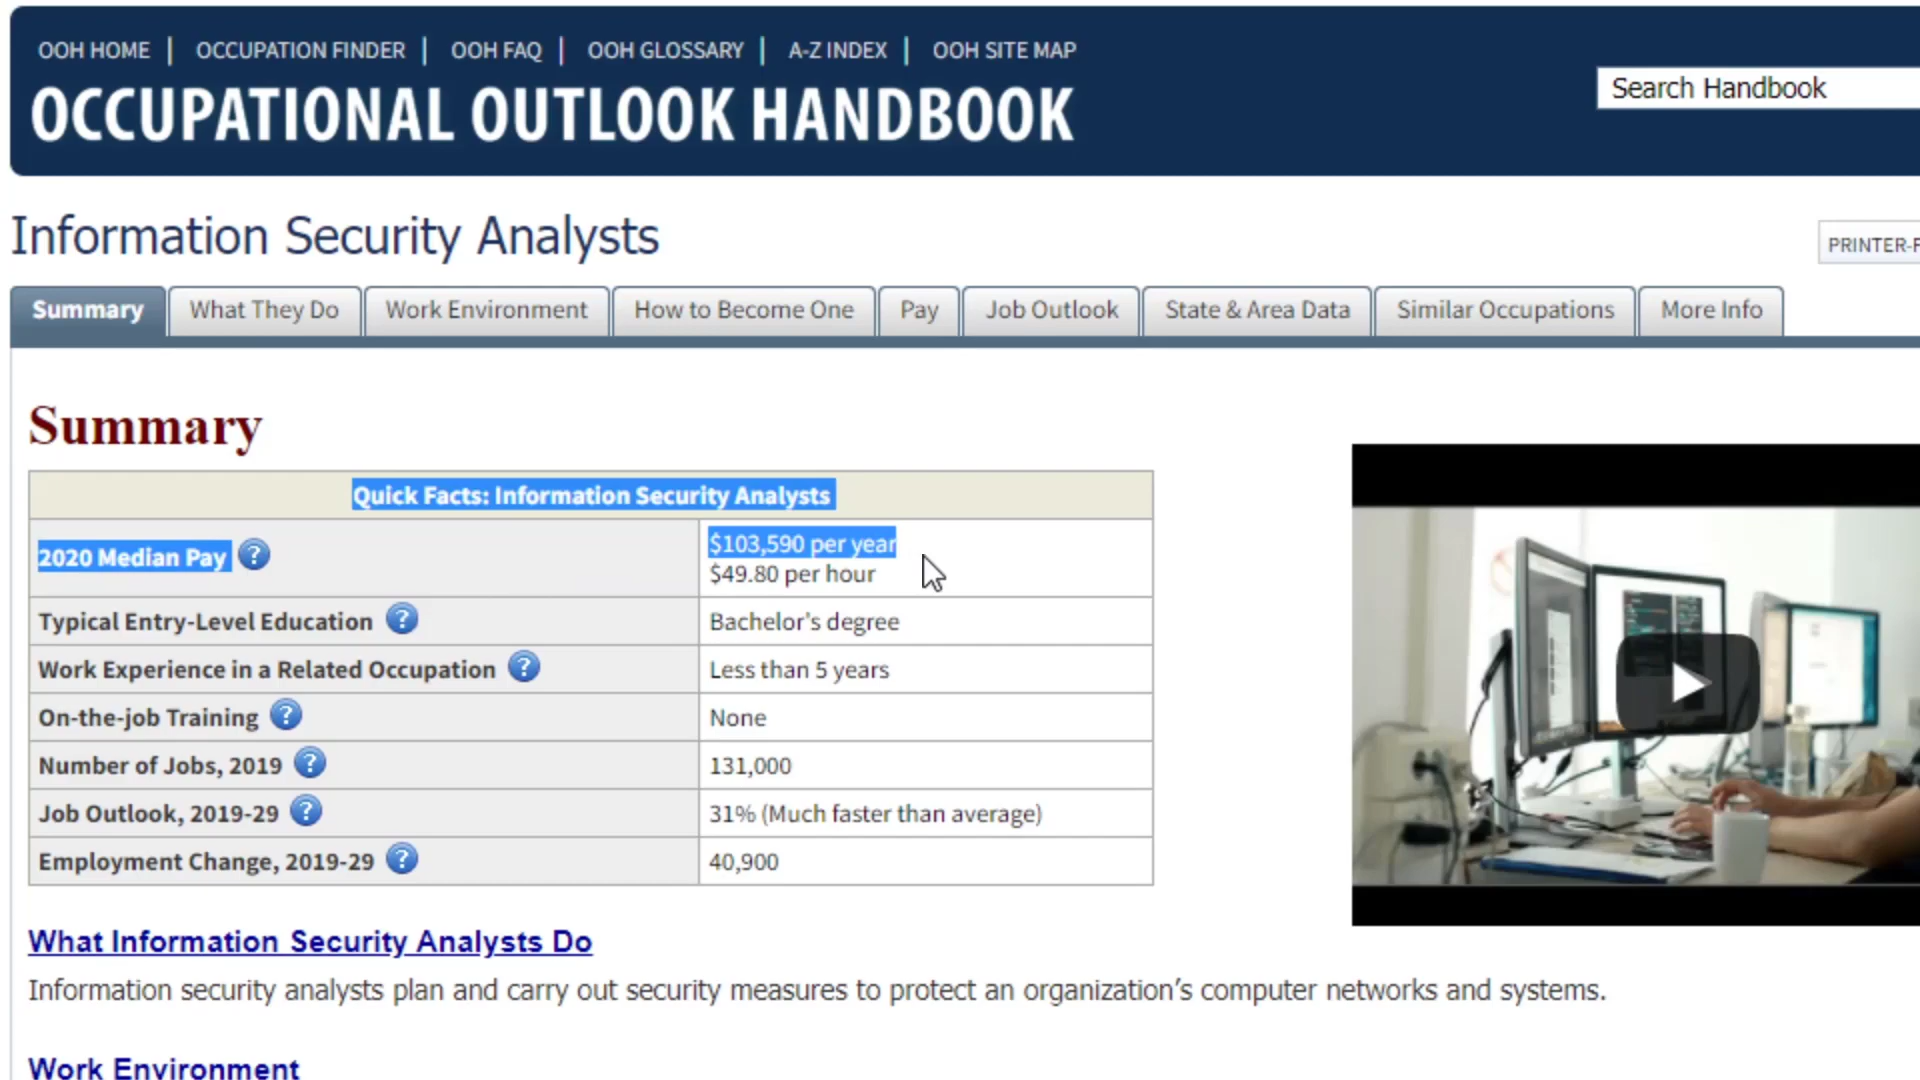 OOH HOME | OCCUPATION FINDER | OOH FAQ | OOH GLOSSARY | A-Z INDEX | OOH SITE MAP
OCCUPATIONAL OUTLOOK HANDBOOK
Search Handbook
Information Security Analysts
PRINTER-F
Summary
What They Do
Work Environment
How to Become One
Pay
Job Outlook
State & Area Data
Similar Occupations
More Info
Summary
Quick Facts: Information Security Analysts
2020 Median Pay
$103,590 per year
$49.80 per hour
Typical Entry-Level Education
Bachelor's degree
Work Experience in a Related Occupation
Less than 5 years
On-the-job Training
None
Number of Jobs, 2019
131,000
Job Outlook, 2019-29
31% (Much faster than average)
Employment Change, 2019-29
40,900
What Information Security Analysts Do
Information security analysts plan and carry out security measures to protect an organization’s computer networks and systems.
Work Environment